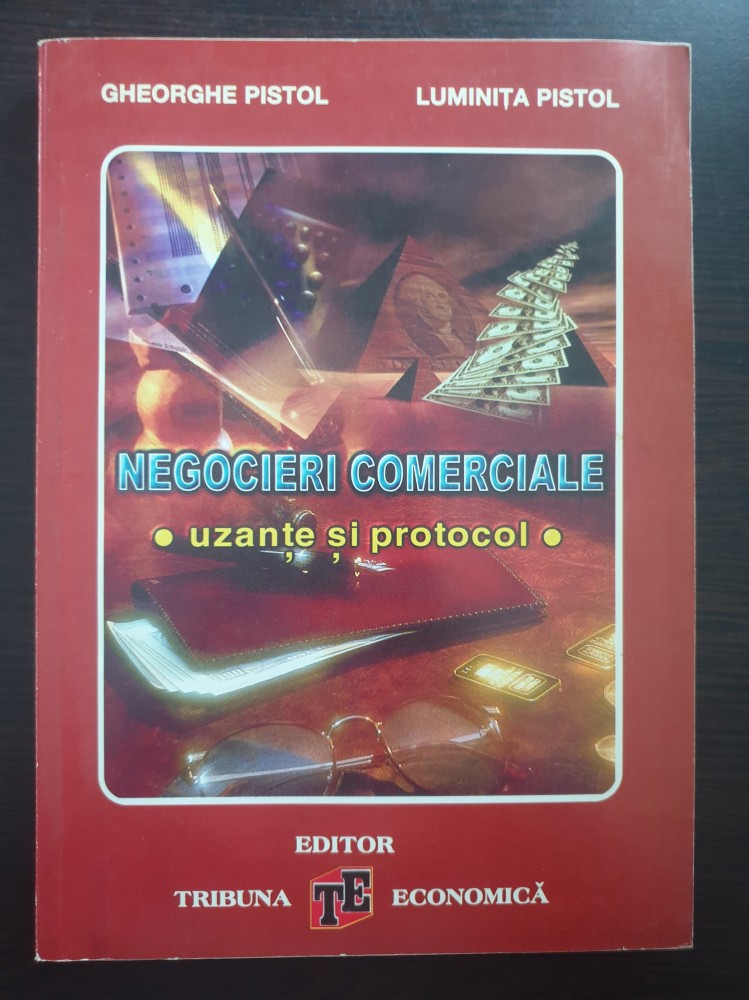 GHEORGHE PISTOL LUMINIȚA PISTOL
NEGOCIERI COMERCIALE
• uzanțe și protocol •
EDITOR
TRIBUNA TE ECONOMICĂ